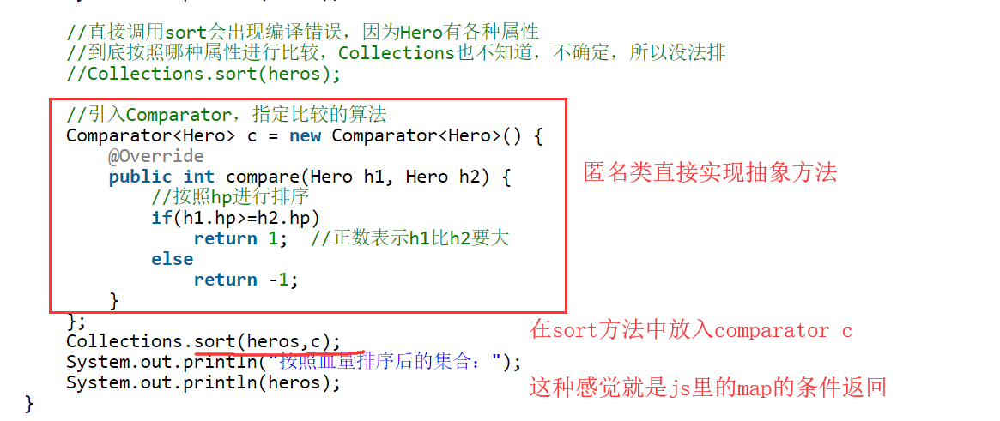 //直接调用sort会出现编译错误，因为Hero有各种属性
//到底按照哪种属性进行比较，Collections也不知道，不确定，所以没法排
//Collections.sort(heros);
//引入Comparator，指定比较的算法
Comparator<Hero> c = new Comparator<Hero>() {
@Override
public int compare(Hero h1, Hero h2) {
匿名类直接实现抽象方法
//按照hp进行排序
if(h1.hp>=h2.hp)
return 1;  //正数表示h1比h2要大
else
return -1;
}
};
在sort方法中放入comparator c
Collections.sort(heros,c);
System.out.println("按照血量排序后的集合：");
System.out.println(heros);
这种感觉就是js里的map的条件返回
}